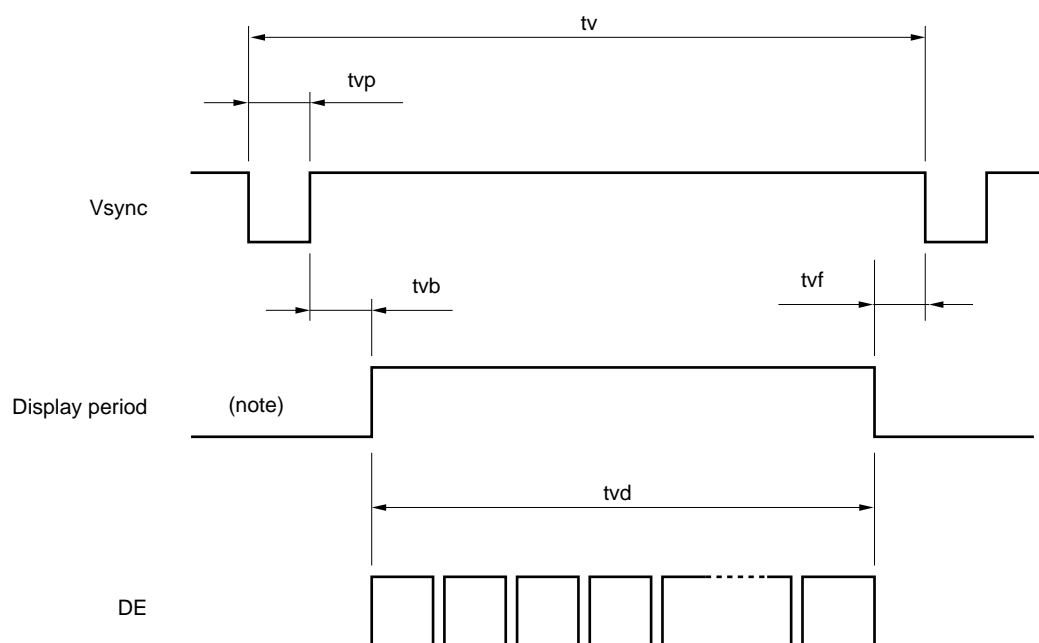 tv
tvp
Vsync
tvb
tvf
Display period
(note)
tvd
DE